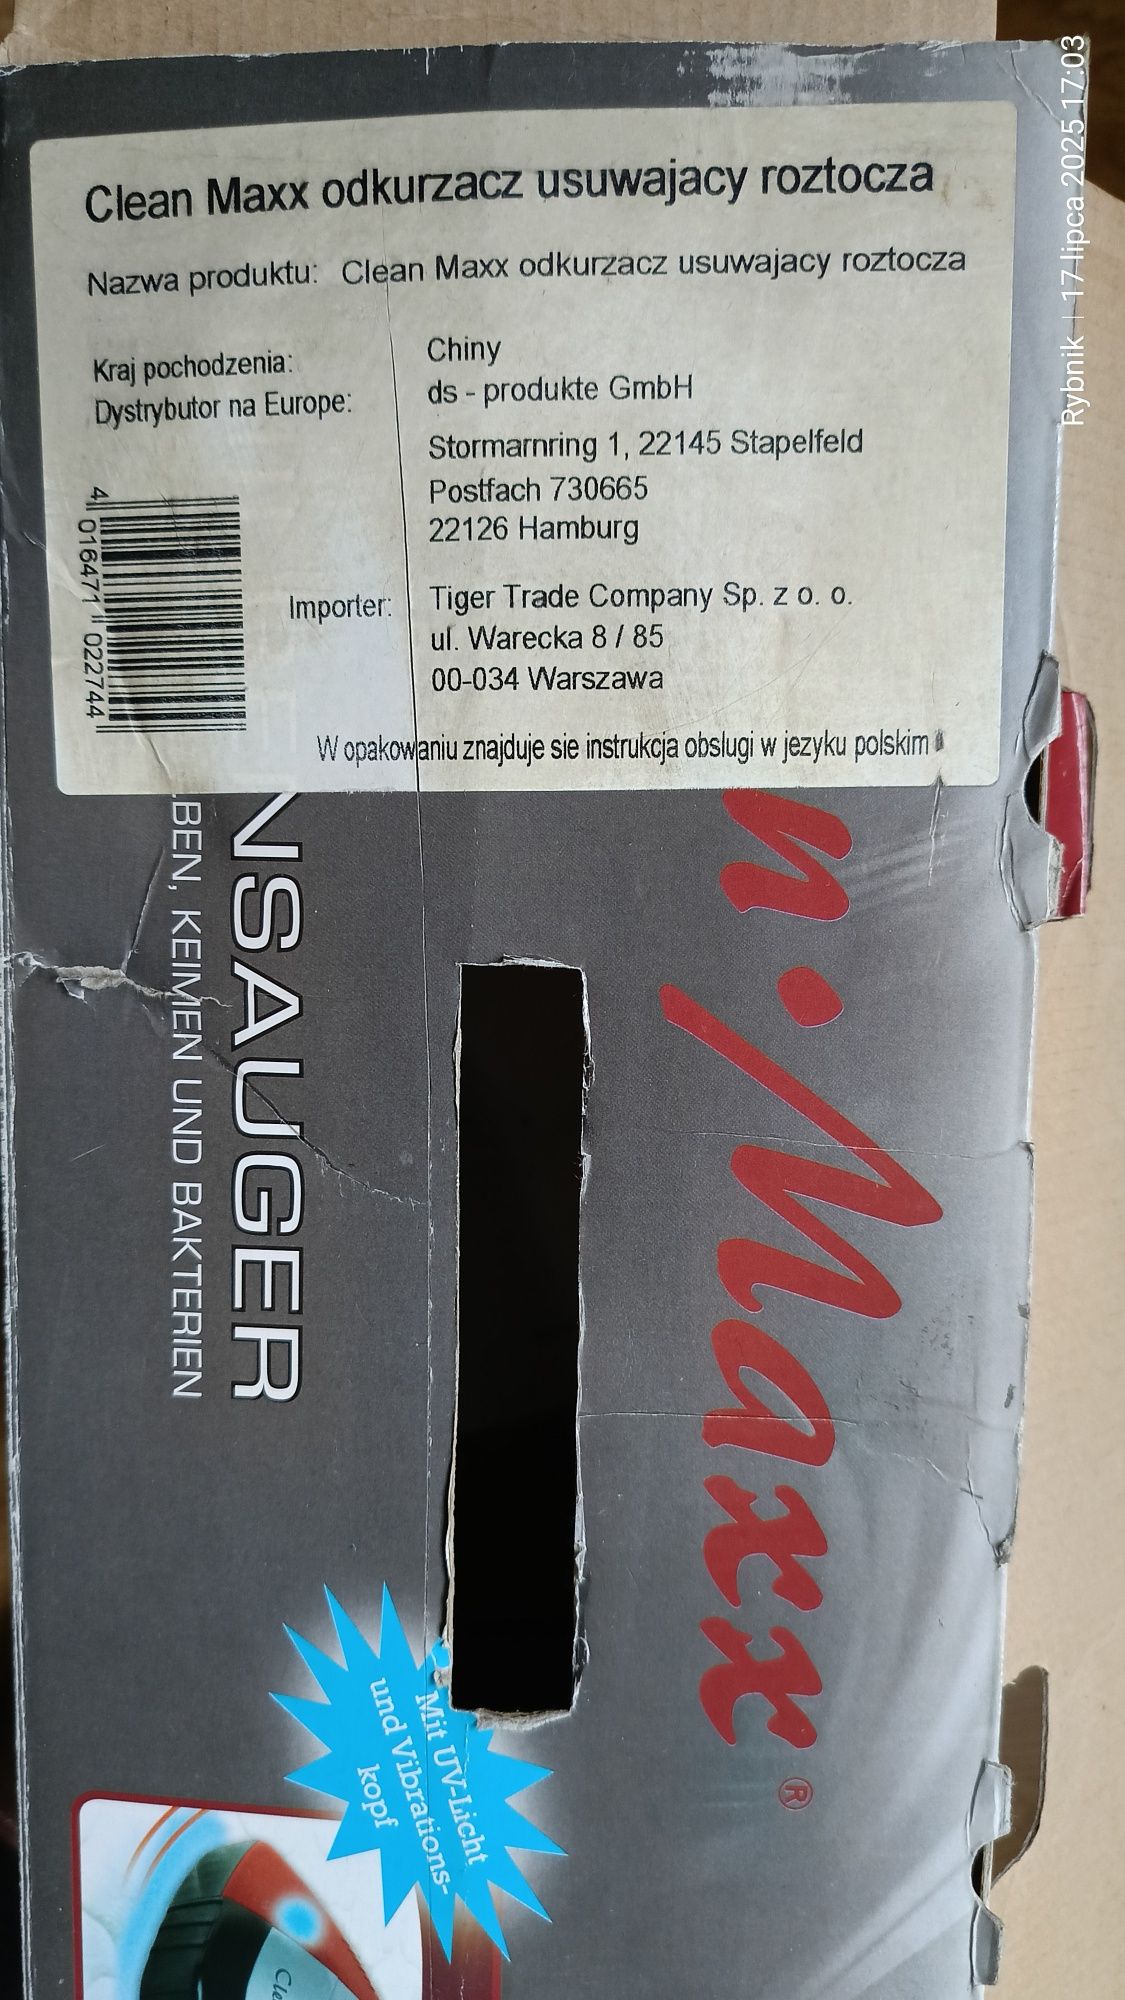 Clean Maxx odkurzacz usuwajacy roztocza
Nazwa produktu: Clean Maxx odkurzacz usuwajacy roztocza
Kraj pochodzenia: Chiny
Dystrybutor na Europe: ds - produkte GmbH
Stormarnring 1, 22145 Stapelfeld
Postfach 730665
22126 Hamburg
Importer: Tiger Trade Company Sp. z o. o.
ul. Warecka 8 / 85
00-034 Warszawa
W opakowaniu znajduje sie instrukcja obslugi w jezyku polskim
4 016471 022744
n Maxx®
NSAUGER
BEN, KEIMEN UND BAKTERIEN
Mit UV-Licht
und Vibrations-
kopf
Cle
Rybnik | 17 lipca 2025 17:03